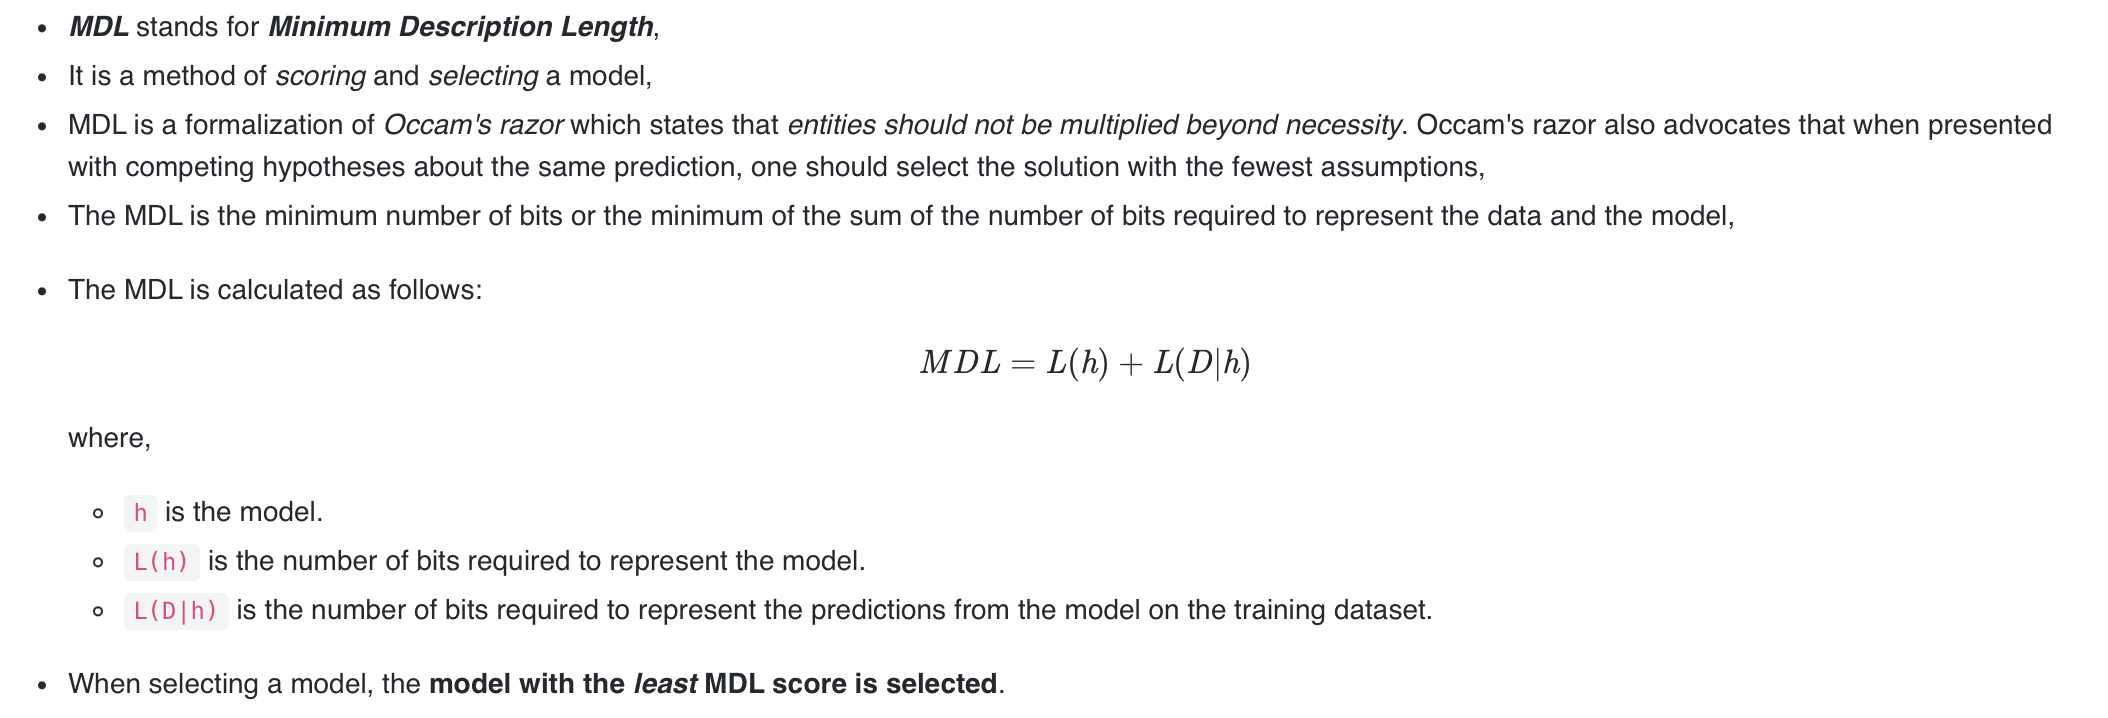 MDL stands for Minimum Description Length,
It is a method of scoring and selecting a model,
MDL is a formalization of Occam's razor which states that entities should not be multiplied beyond necessity. Occam's razor also advocates that when presented
with competing hypotheses about the same prediction, one should select the solution with the fewest assumptions,
The MDL is the minimum number of bits or the minimum of the sum of the number of bits required to represent the data and the model,
The MDL is calculated as follows:
MDL = L(h) + L(D|h)
where,
h is the model.
L(h) is the number of bits required to represent the model.
L(D|h) is the number of bits required to represent the predictions from the model on the training dataset.
When selecting a model, the model with the least MDL score is selected.